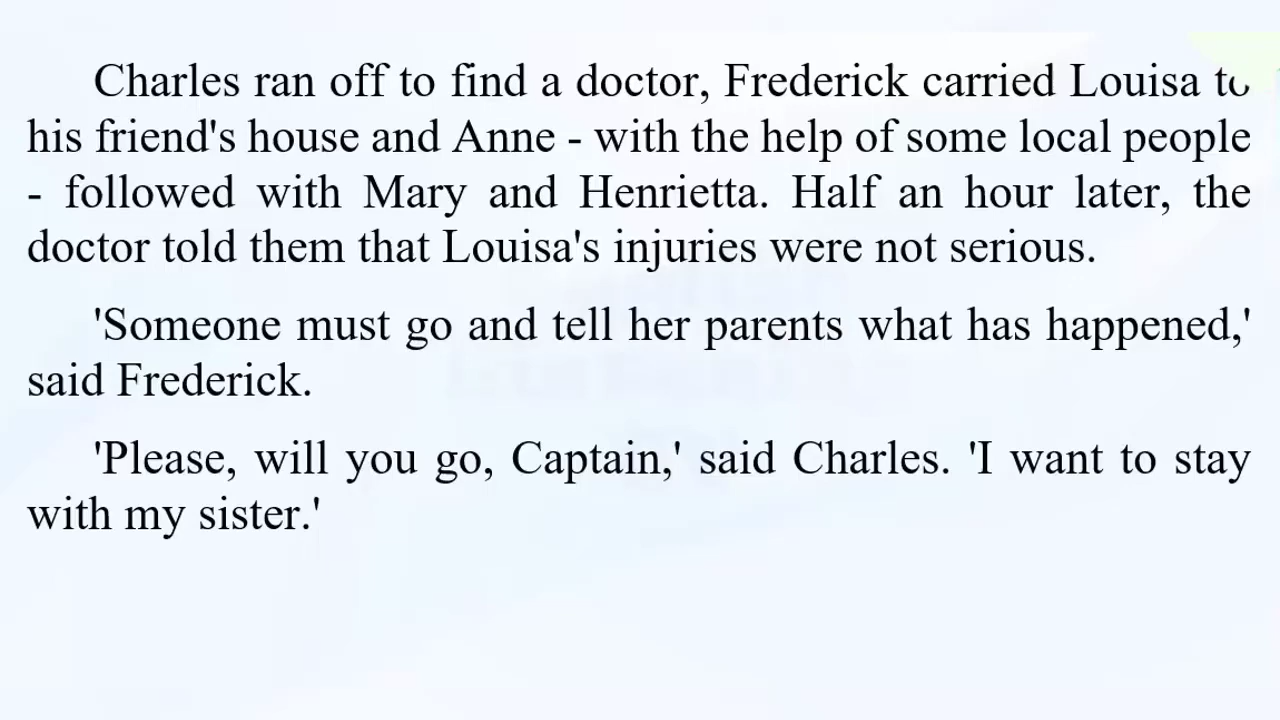 Charles ran off to find a doctor, Frederick carried Louisa to
his friend's house and Anne - with the help of some local people
- followed with Mary and Henrietta. Half an hour later, the
doctor told them that Louisa's injuries were not serious.
'Someone must go and tell her parents what has happened,'
said Frederick.
'Please, will you go, Captain,' said Charles. 'I want to stay
with my sister.'